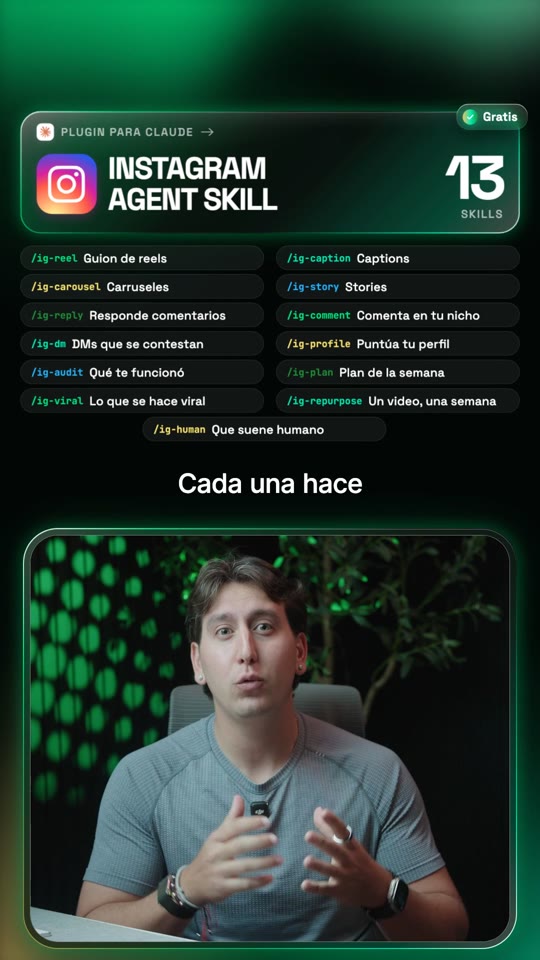 Gratis
PLUGIN PARA CLAUDE →
INSTAGRAM
AGENT SKILL
13
SKILLS
/ig-reel Guion de reels
/ig-caption Captions
/ig-carousel Carruseles
/ig-story Stories
/ig-reply Responde comentarios
/ig-comment Comenta en tu nicho
/ig-dm DMs que se contestan
/ig-profile Puntúa tu perfil
/ig-audit Qué te funcionó
/ig-plan Plan de la semana
/ig-viral Lo que se hace viral
/ig-repurpose Un video, una semana
/ig-human Que suene humano
Cada una hace
dji